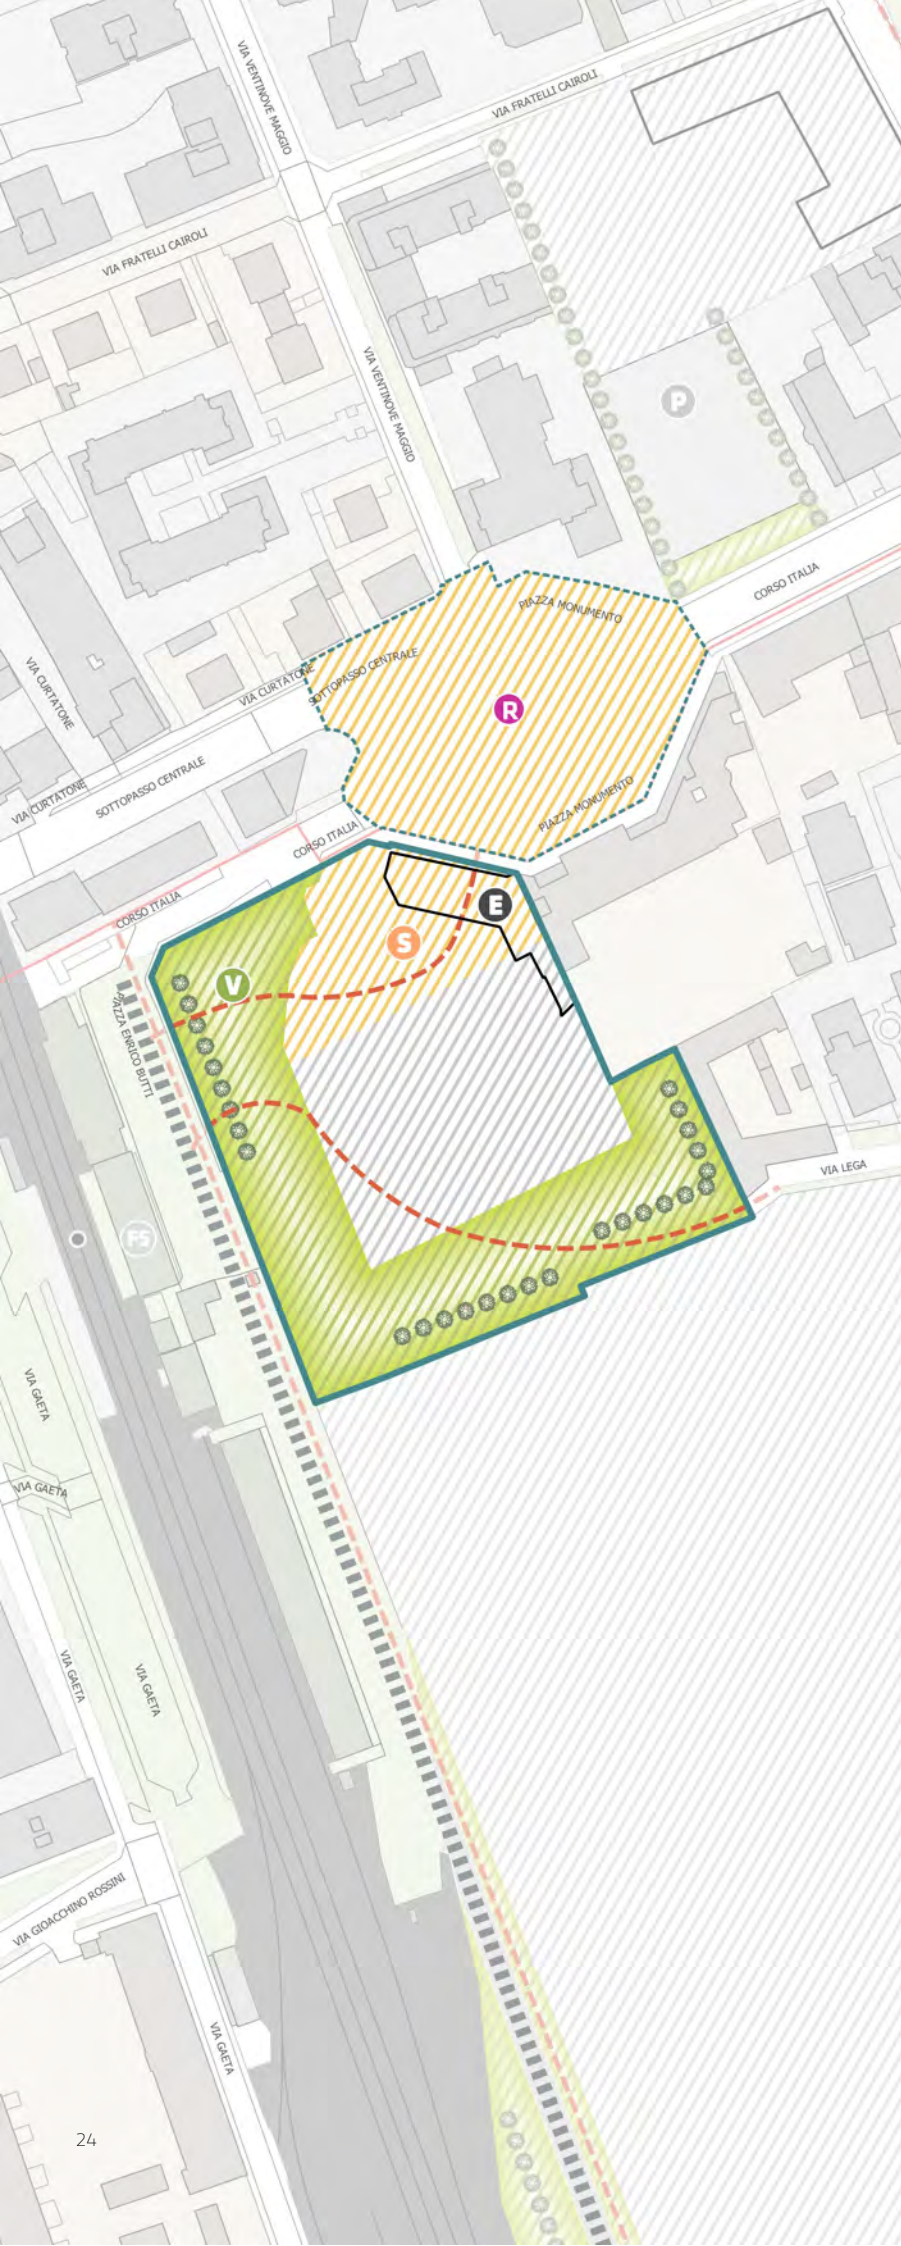 VIA VENTINOVE MAGGIO
VIA FRATELLI CAIROLI
VIA FRATELLI CAIROLI
VIA VENTINOVE MAGGIO
P
CORSO ITALIA
PIAZZA MONUMENTO
SOTTOPASSO CENTRALE
VIA CURTATONE
VIA CURTATONE
R
SOTTOPASSO CENTRALE
VIA CURTATONE
PIAZZA MONUMENTO
CORSO ITALIA
CORSO ITALIA
E
S
V
PIAZZA ENRICO BUTTI
VIA LEGA
FS
VIA GAETA
VIA GAETA
VIA GAETA
VIA GAETA
VIA GIOACCHINO ROSSINI
VIA GAETA
24